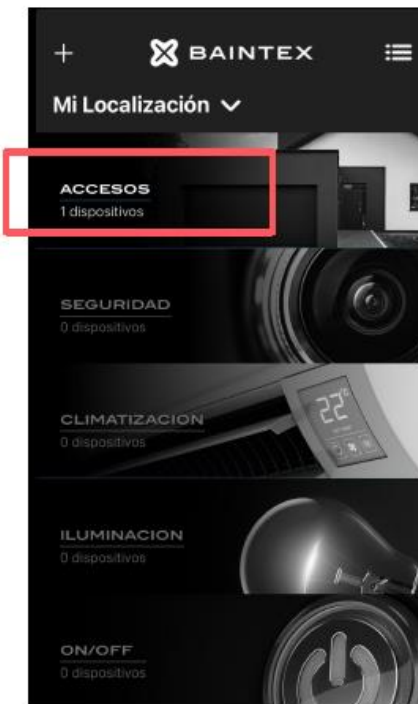 +
BAINTEX
Mi Localización
ACCESOS
1 dispositivos
SEGURIDAD
0 dispositivos
CLIMATIZACION
0 dispositivos
22°
ILUMINACION
0 dispositivos
ON/OFF
0 dispositivos